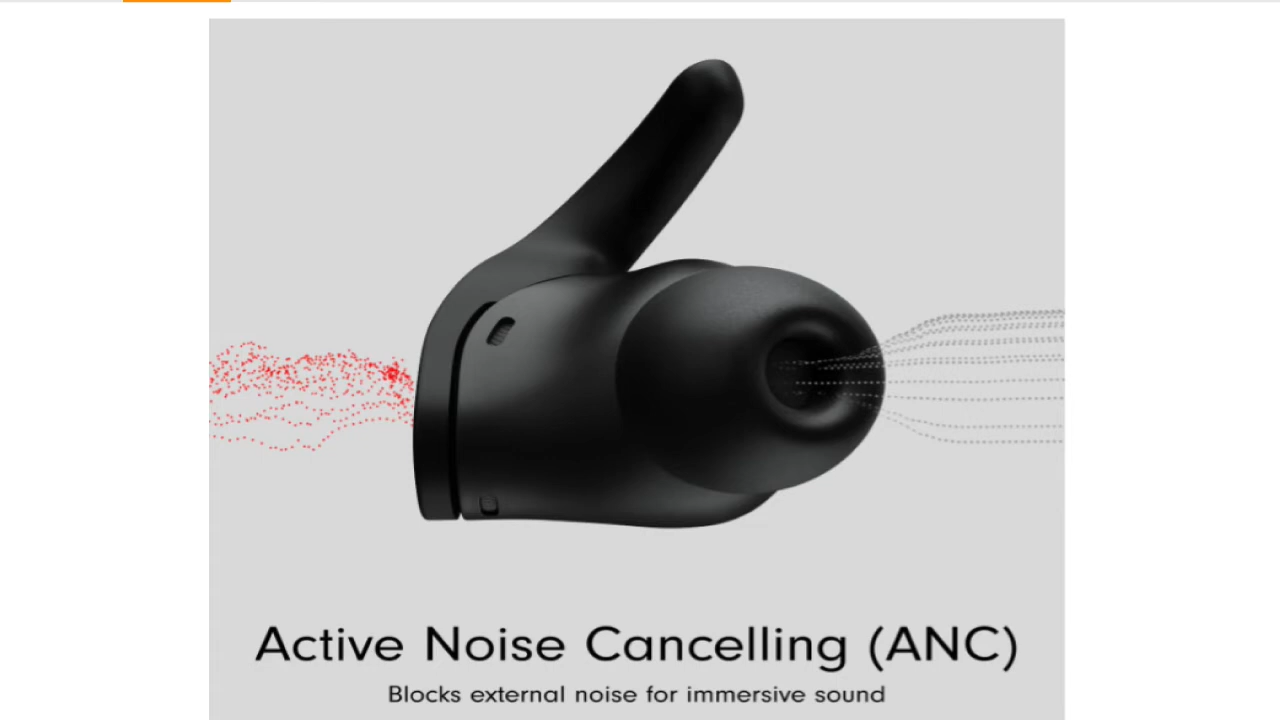 Active Noise Cancelling (ANC)
Blocks external noise for immersive sound